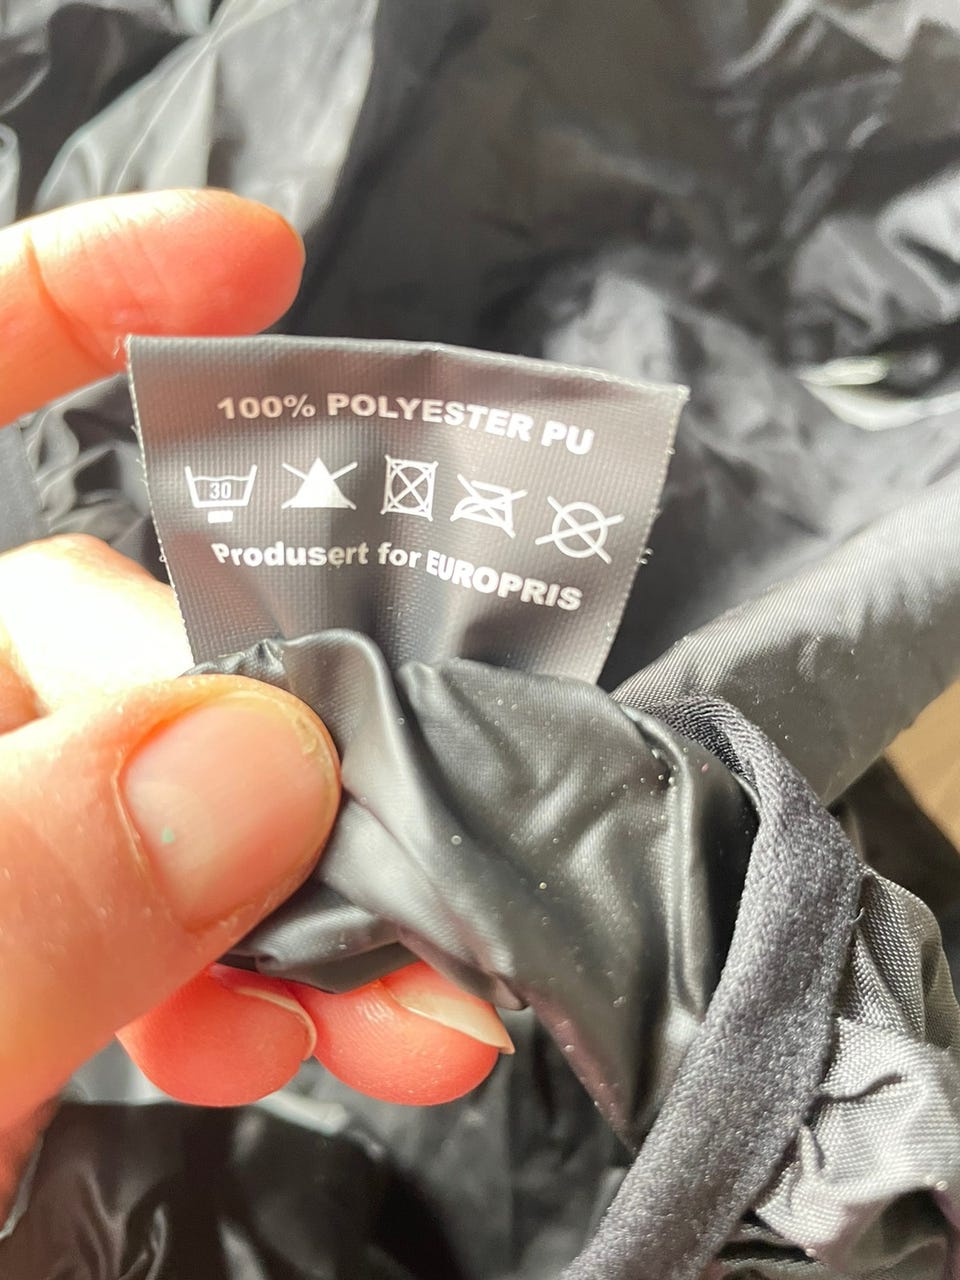 100% POLYESTER PU
30
Produsert for EUROPRIS